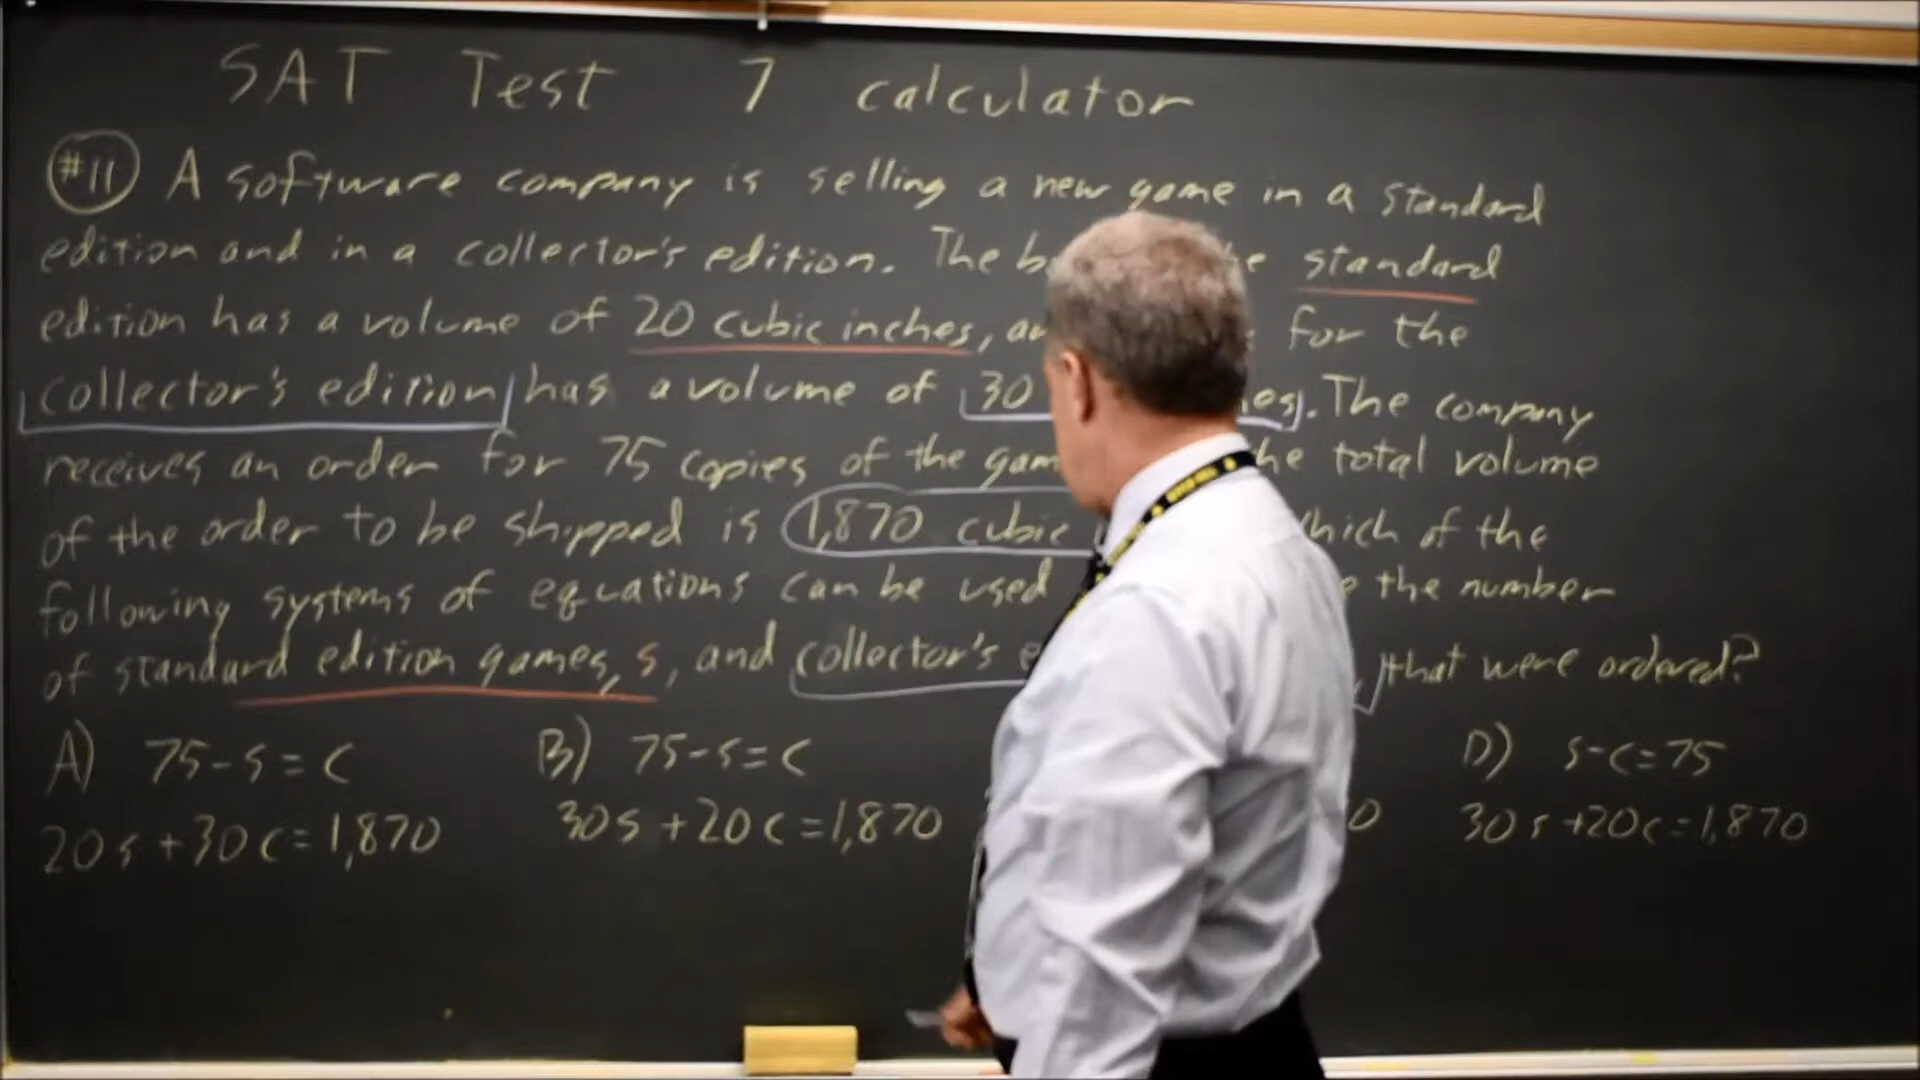 SAT Test 7 calculator
#11 A software company is selling a new game in a standard
edition and in a collector's edition. The standard
edition has a volume of 20 cubic inches, for the
collector's edition has a volume of 30 . The company
receives an order for 75 copies of the total volume
of the order to be shipped is 1,870 cubic of the
following systems of equations can be used the number
of standard edition games, s, and collector's that were ordered?
A) 75-s=c B) 75-s=c D) s-c=75
20s+30c=1,870 30s+20c=1,870 30s+20c=1,870